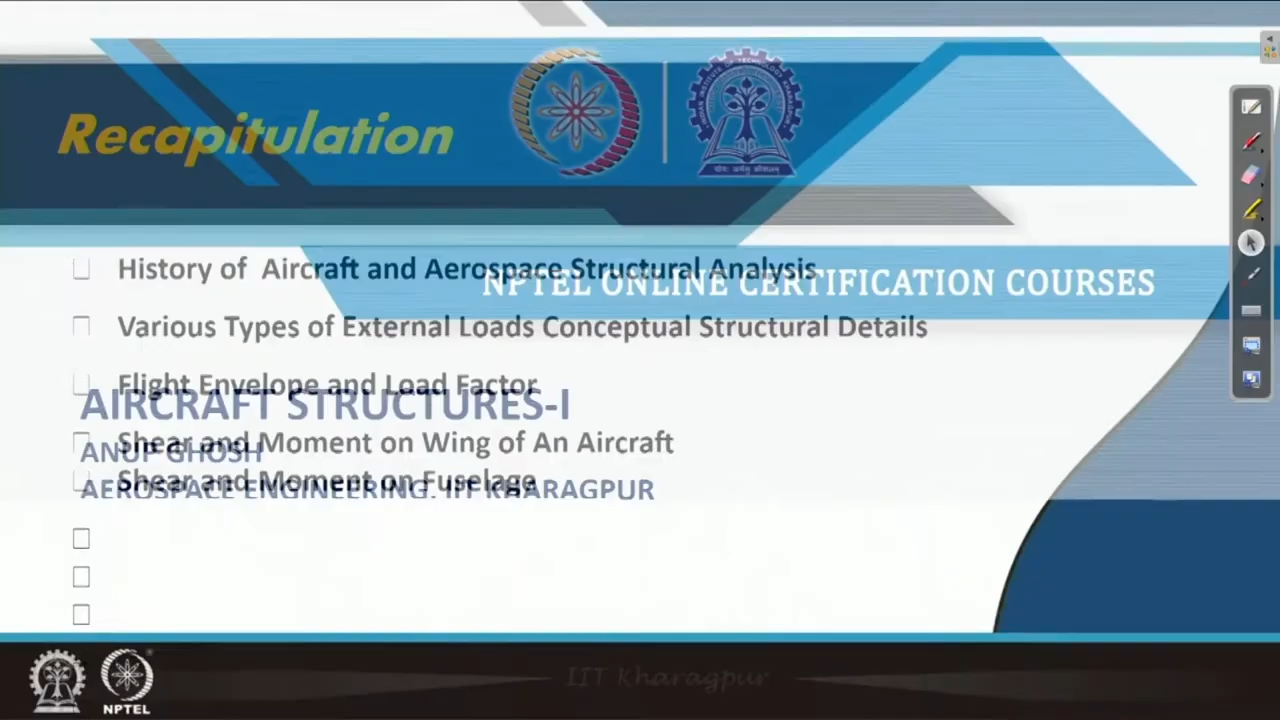 Recapitulation
History of Aircraft and Aerospace Structural Analysis
NPTEL ONLINE CERTIFICATION COURSES
Various Types of External Loads Conceptual Structural Details
Flight Envelope and Load Factor
AIRCRAFT STRUCTURES-I
Shear and Moment on Wing of An Aircraft
ANUP GHOSH
Shear and Moment on Fuselage
AEROSPACE ENGINEERING. IIT KHARAGPUR
IIT Kharagpur
NPTEL